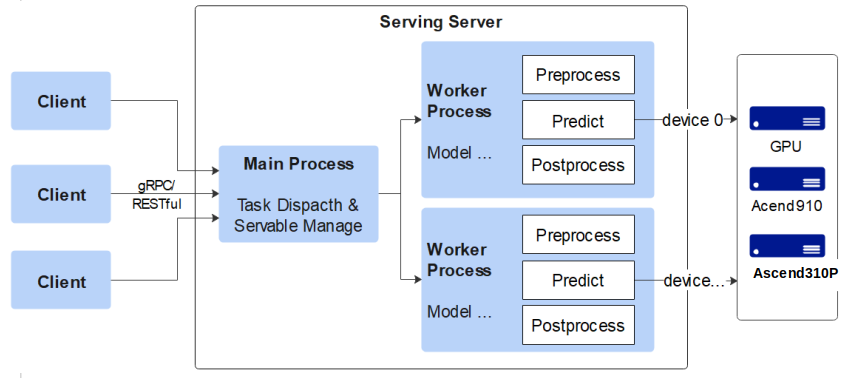 Serving Server
Client
Client
Client
gRPC/
RESTful
Main Process
Task Dispacth &
Servable Manage
Worker
Process
Model ...
Preprocess
Predict
Postprocess
device 0
Worker
Process
Model ...
Preprocess
Predict
Postprocess
device...
GPU
Acend910
Ascend310P